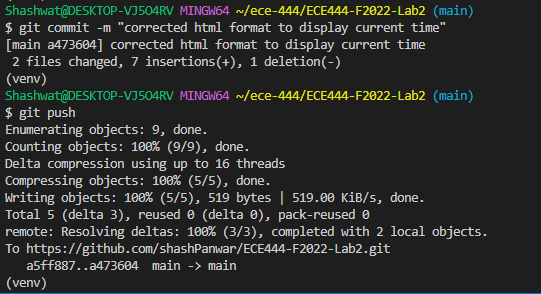 Shashwat@DESKTOP-VJ5O4RV MINGW64 ~/ece-444/ECE444-F2022-Lab2 (main)
$ git commit -m "corrected html format to display current time"
[main a473604] corrected html format to display current time
 2 files changed, 7 insertions(+), 1 deletion(-)
(venv)
Shashwat@DESKTOP-VJ5O4RV MINGW64 ~/ece-444/ECE444-F2022-Lab2 (main)
$ git push
Enumerating objects: 9, done.
Counting objects: 100% (9/9), done.
Delta compression using up to 16 threads
Compressing objects: 100% (5/5), done.
Writing objects: 100% (5/5), 519 bytes | 519.00 KiB/s, done.
Total 5 (delta 3), reused 0 (delta 0), pack-reused 0
remote: Resolving deltas: 100% (3/3), completed with 2 local objects.
To https://github.com/shashPanwar/ECE444-F2022-Lab2.git
   a5ff887..a473604  main -> main
(venv)